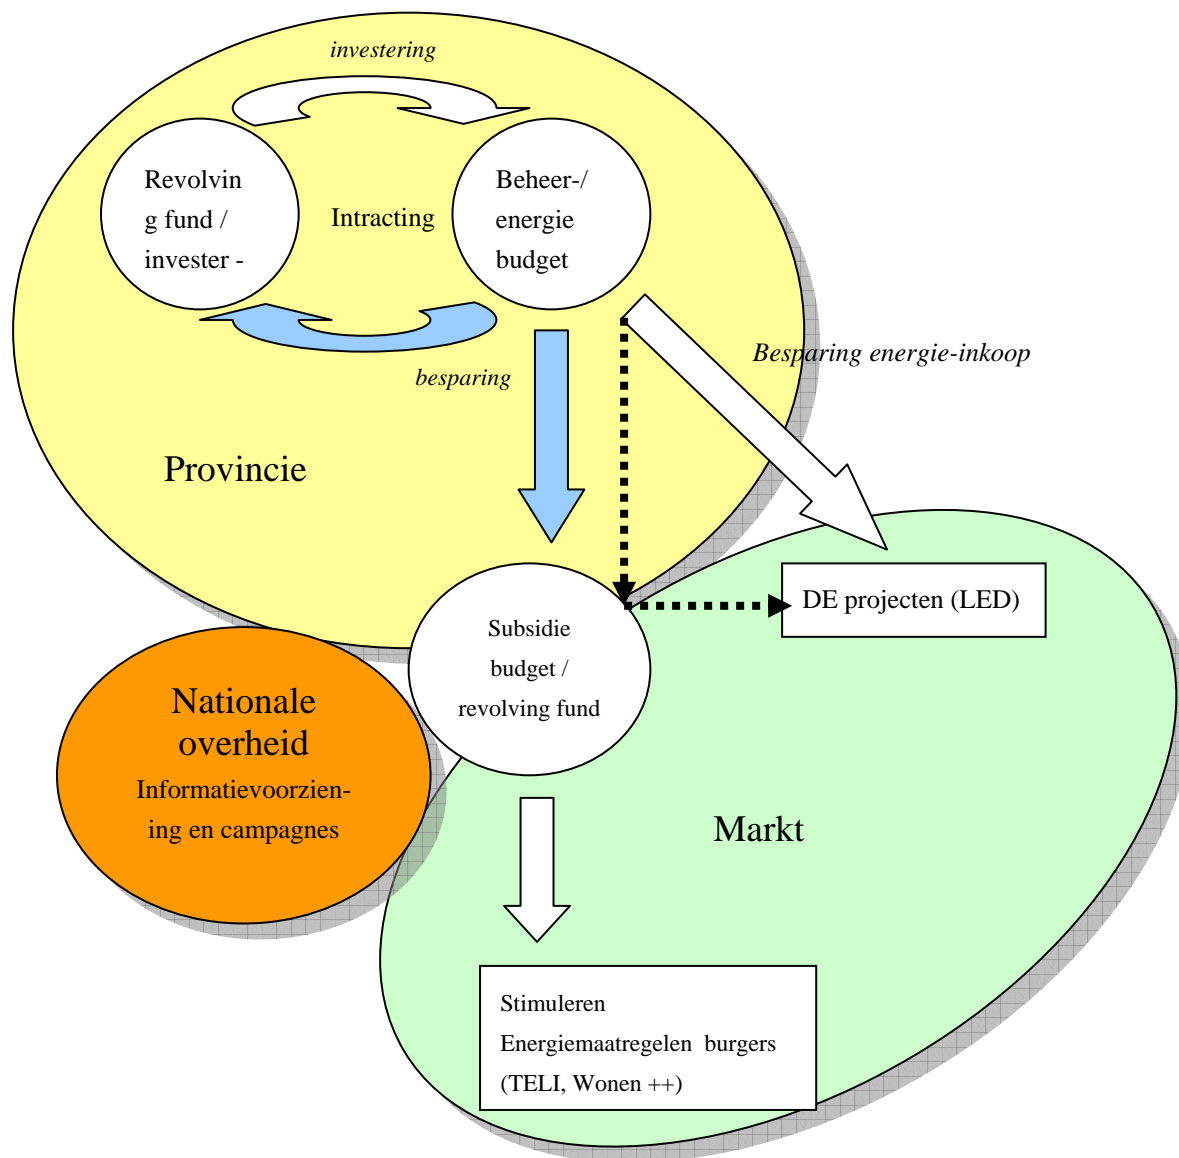 investering
Revolvin
g fund /
invester -
Intracting
Beheer-/
energie
budget
besparing
Besparing energie-inkoop
Provincie
DE projecten (LED)
Subsidie
budget /
revolving fund
Nationale
overheid
Informatievoorzien-
ing en campagnes
Markt
Stimuleren
Energiemaatregelen burgers
(TELI, Wonen ++)